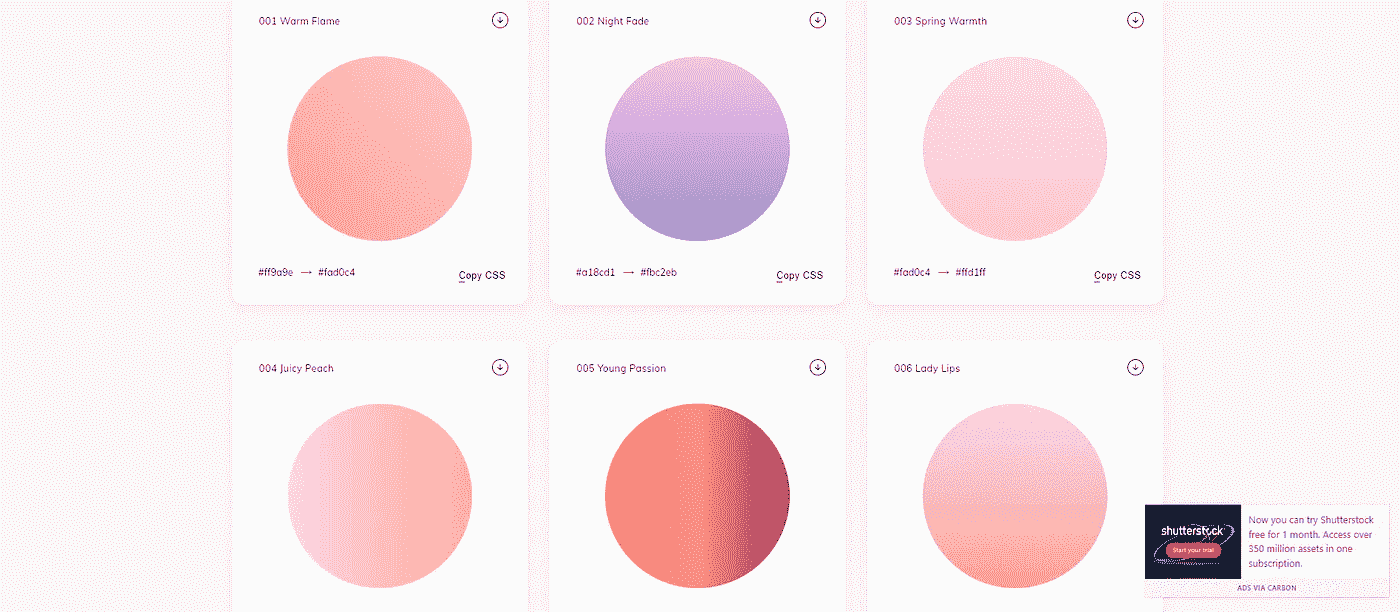 001 Warm Flame
002 Night Fade
003 Spring Warmth
#ff9a9e → #fad0c4
Copy CSS
#a18cd1 → #fbc2eb
Copy CSS
#fad0c4 → #ffd1ff
Copy CSS
004 Juicy Peach
005 Young Passion
006 Lady Lips
shutterstock
Start your trial
Now you can try Shutterstock
free for 1 month. Access over
350 million assets in one
subscription.
ADS VIA CARBON